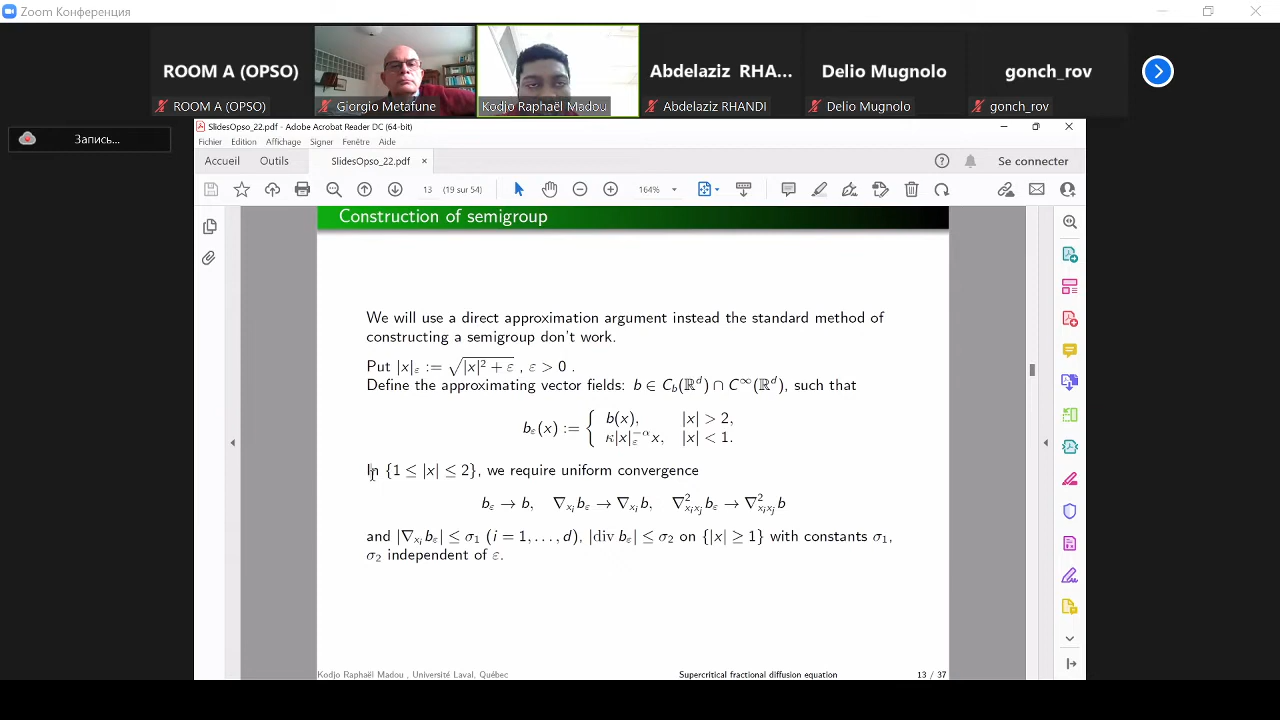 Zoom Конференция
ROOM A (OPSO)
ROOM A (OPSO)
Giorgio Metafune
Kodjo Raphaël Madou
Abdelaziz RHA...
Abdelaziz RHANDI
Delio Mugnolo
Delio Mugnolo
gonch_rov
gonch_rov
Запись...
SlidesOpso_22.pdf - Adobe Acrobat Reader DC (64-bit)
Fichier Edition Affichage Signer Fenêtre Aide
Accueil Outils SlidesOpso_22.pdf × Se connecter
13 (19 sur 54) 164%
Construction of semigroup
We will use a direct approximation argument instead the standard method of
constructing a semigroup don't work.
Put |x|ε := √|x|² + ε , ε > 0 .
Define the approximating vector fields: b ∈ C_b(ℝ^d) ∩ C^∞(ℝ^d), such that
b_ε(x) := { b(x), |x| > 2,
κ|x|_ε^{−α}x, |x| < 1.
In {1 ≤ |x| ≤ 2}, we require uniform convergence
b_ε → b, ∇_{x_i} b_ε → ∇_{x_i} b, ∇²_{x_i x_j} b_ε → ∇²_{x_i x_j} b
and |∇_{x_i} b_ε| ≤ σ₁ (i = 1, . . . , d), |div b_ε| ≤ σ₂ on {|x| ≥ 1} with constants σ₁,
σ₂ independent of ε.
Kodjo Raphaël Madou , Université Laval, Québec Supercritical fractional diffusion equation 13 / 37